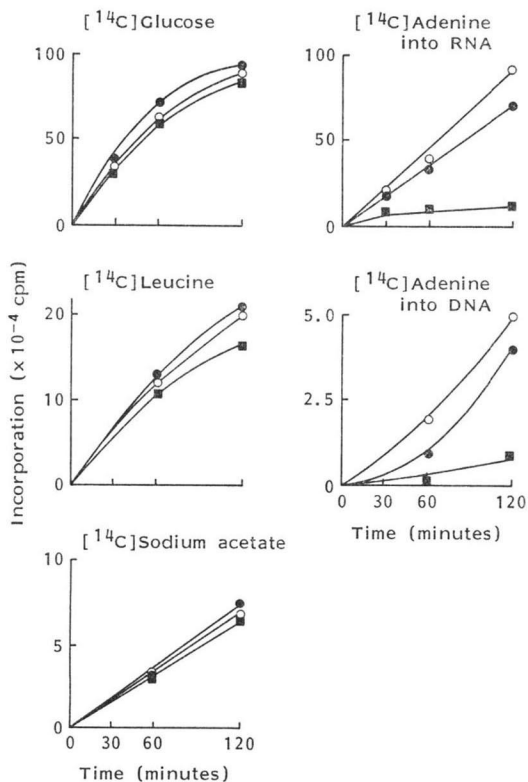 [¹⁴C]Glucose
100
50
0
[¹⁴C]Adenine
into RNA
100
50
0
[¹⁴C]Leucine
20
10
0
[¹⁴C]Adenine
into DNA
5.0
2.5
0
0 30 60 120
Time (minutes)
[¹⁴C]Sodium acetate
10
5
0
0 30 60 120
Time (minutes)
Incorporation (x 10⁻⁴ cpm)